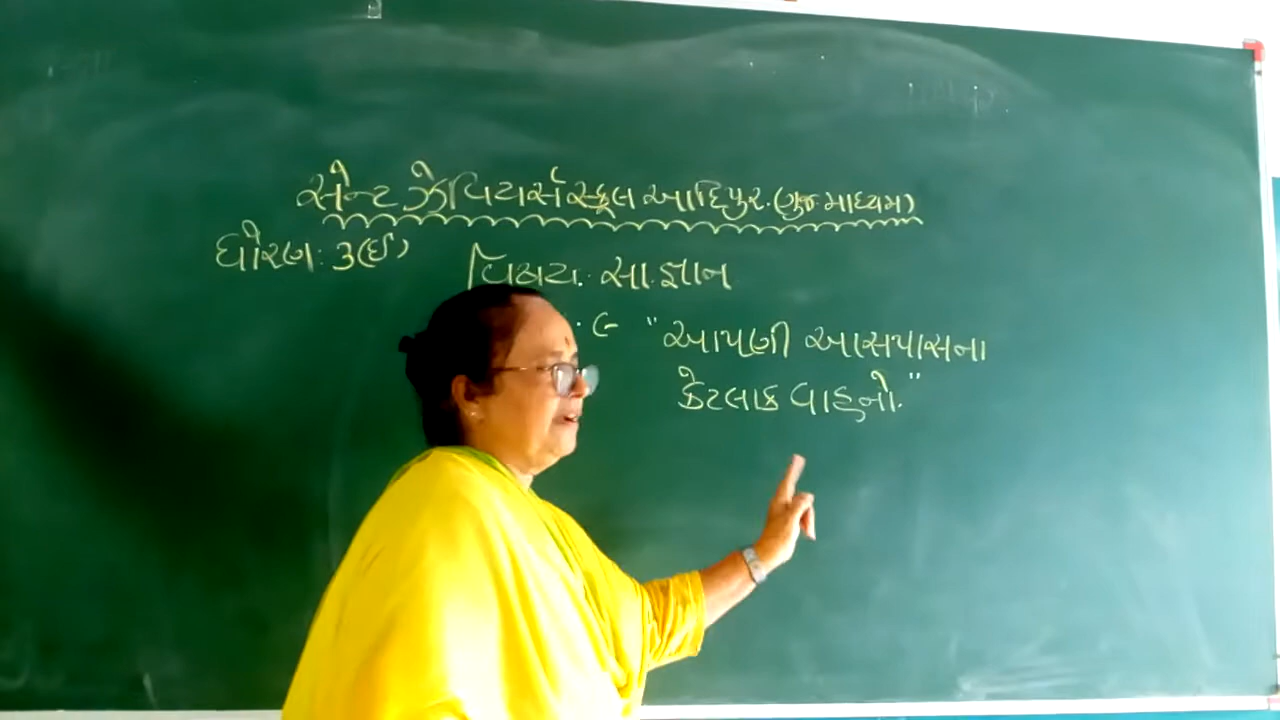 સેન્ટ ઝેવિયર્સ સ્કૂલ આદિપુર. (ગુજ માધ્યમ)
ધોરણ: ૩(ઈ)
વિષય: સા.જ્ઞાન
૯ "આપણી આસપાસના
કેટલાક વાહનો."